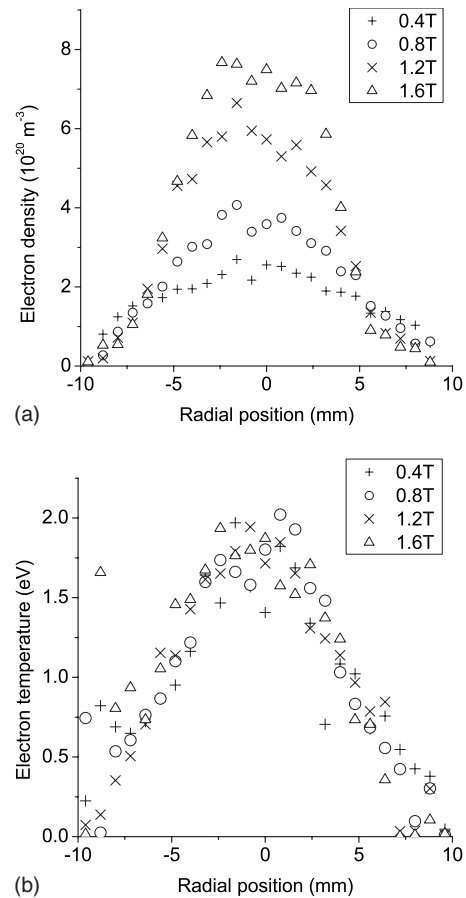 8
6
4
2
0
Electron density (10²⁰ m⁻³)
0.4T
0.8T
1.2T
1.6T
-10
-5
0
5
10
Radial position (mm)
(a)
2.0
1.5
1.0
0.5
0.0
Electron temperature (eV)
0.4T
0.8T
1.2T
1.6T
-10
-5
0
5
10
Radial position (mm)
(b)